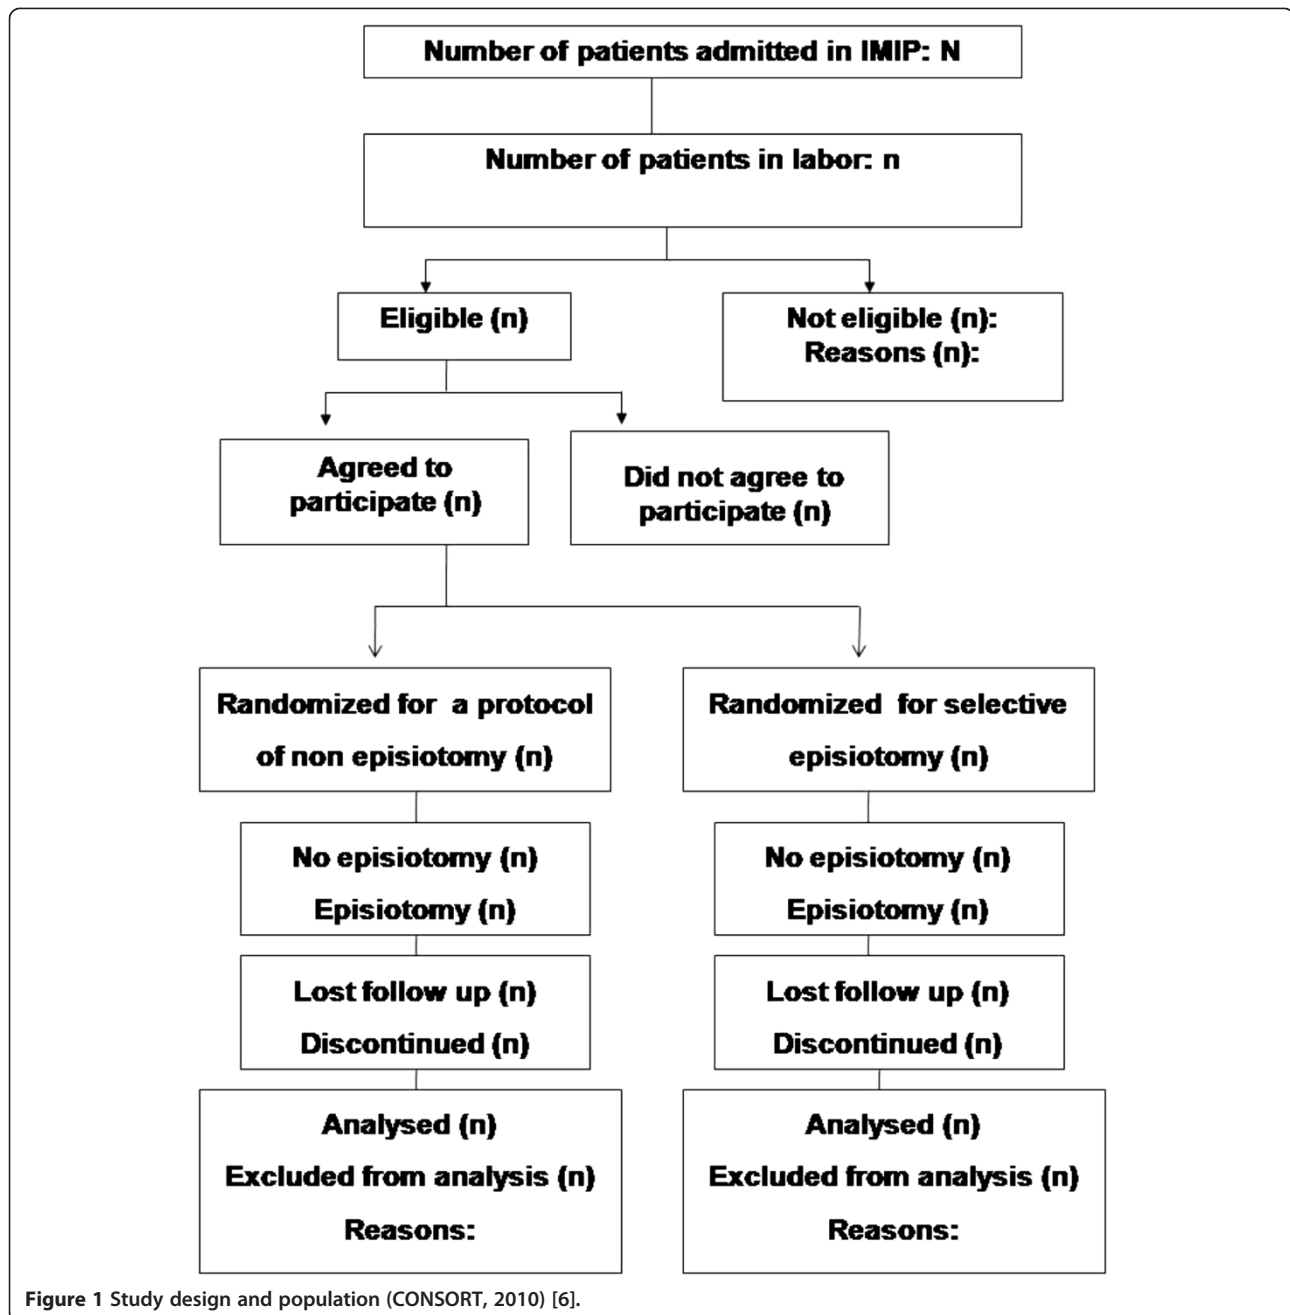 Number of patients admitted in IMIP: N
Number of patients in labor: n
Eligible (n)
Not eligible (n):
Reasons (n):
Agreed to
participate (n)
Did not agree to
participate (n)
Randomized for a protocol
of non episiotomy (n)
Randomized for selective
episiotomy (n)
No episiotomy (n)
Episiotomy (n)
No episiotomy (n)
Episiotomy (n)
Lost follow up (n)
Discontinued (n)
Lost follow up (n)
Discontinued (n)
Analysed (n)
Excluded from analysis (n)
Reasons:
Analysed (n)
Excluded from analysis (n)
Reasons:
Figure 1 Study design and population (CONSORT, 2010) [6].